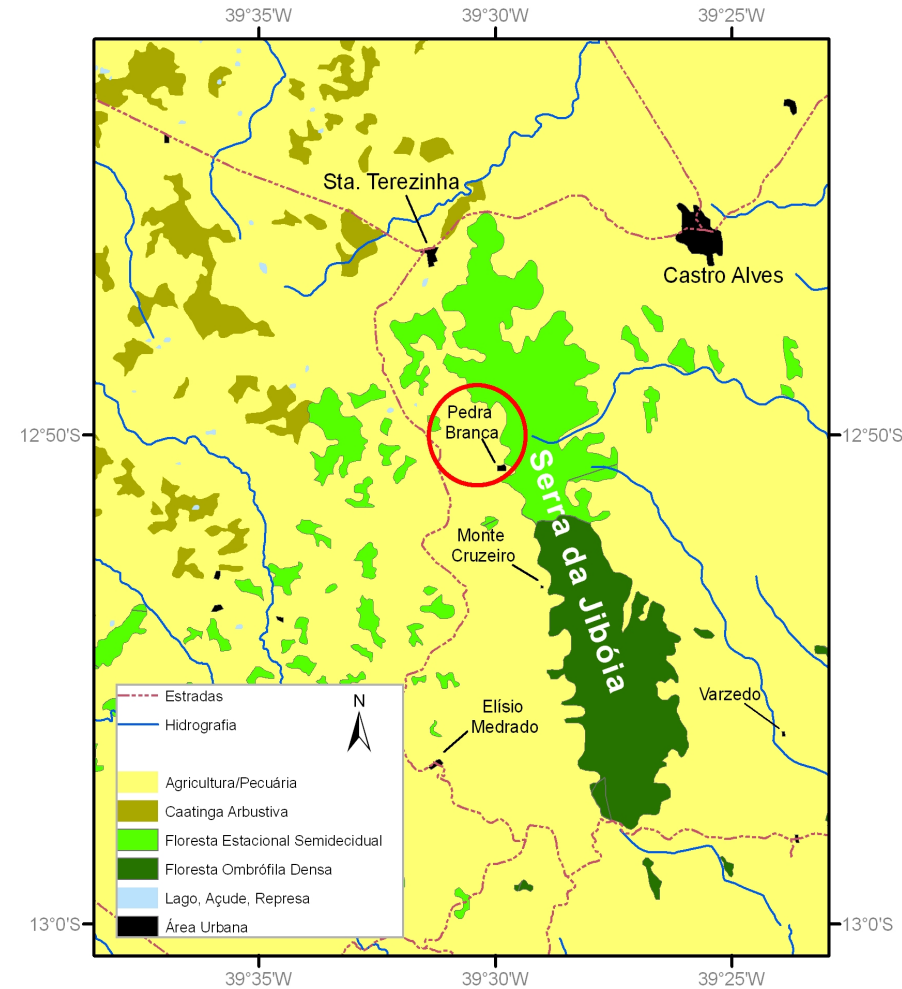 39°35'W 39°30'W 39°25'W
Sta. Terezinha
Castro Alves
12°50'S 12°50'S
Pedra
Branca
Serra da Jibóia
Monte
Cruzeiro
Varzedo
Elísio
Medrado
Estradas
N
Hidrografia
Agricultura/Pecuária
Caatinga Arbustiva
Floresta Estacional Semidecidual
Floresta Ombrófila Densa
Lago, Açude, Represa
Área Urbana
13°0'S 13°0'S
39°35'W 39°30'W 39°25'W